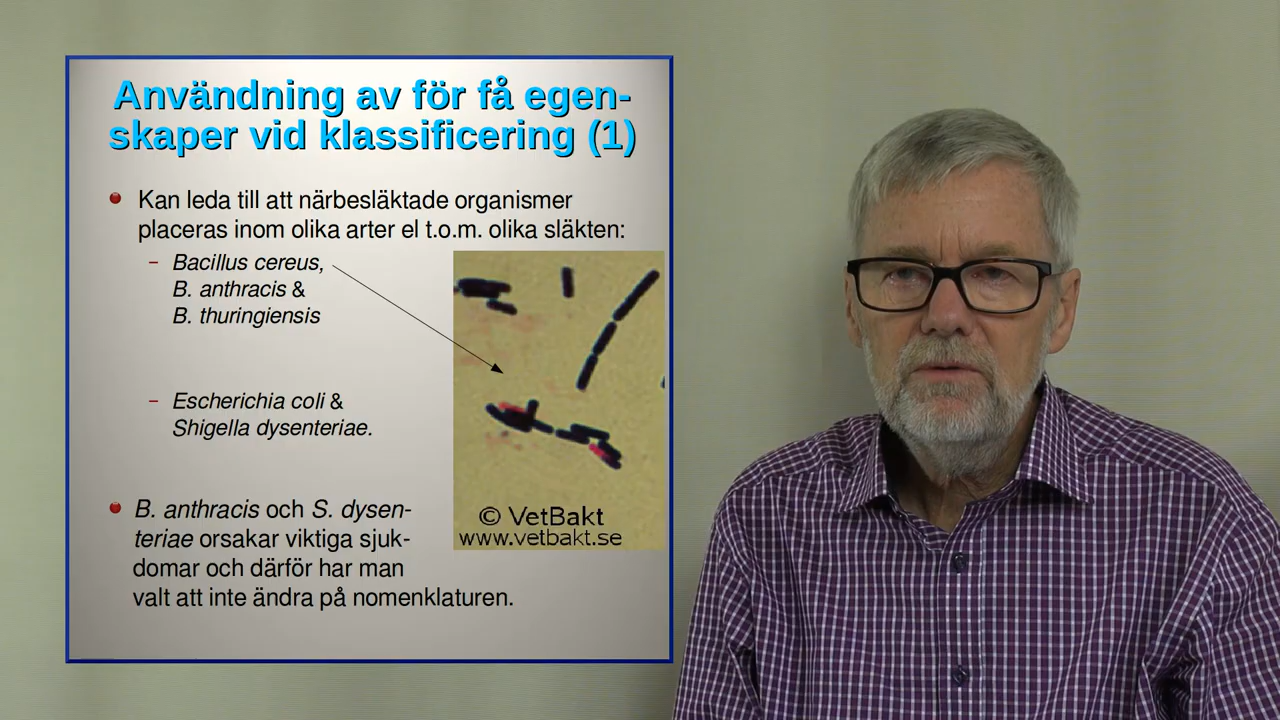 Användning av för få egen-
skaper vid klassificering (1)
Kan leda till att närbesläktade organismer
placeras inom olika arter el t.o.m. olika släkten:
– Bacillus cereus,
B. anthracis &
B. thuringiensis
– Escherichia coli &
Shigella dysenteriae.
B. anthracis och S. dysen-
teriae orsakar viktiga sjuk-
domar och därför har man
valt att inte ändra på nomenklaturen.
© VetBakt
www.vetbakt.se